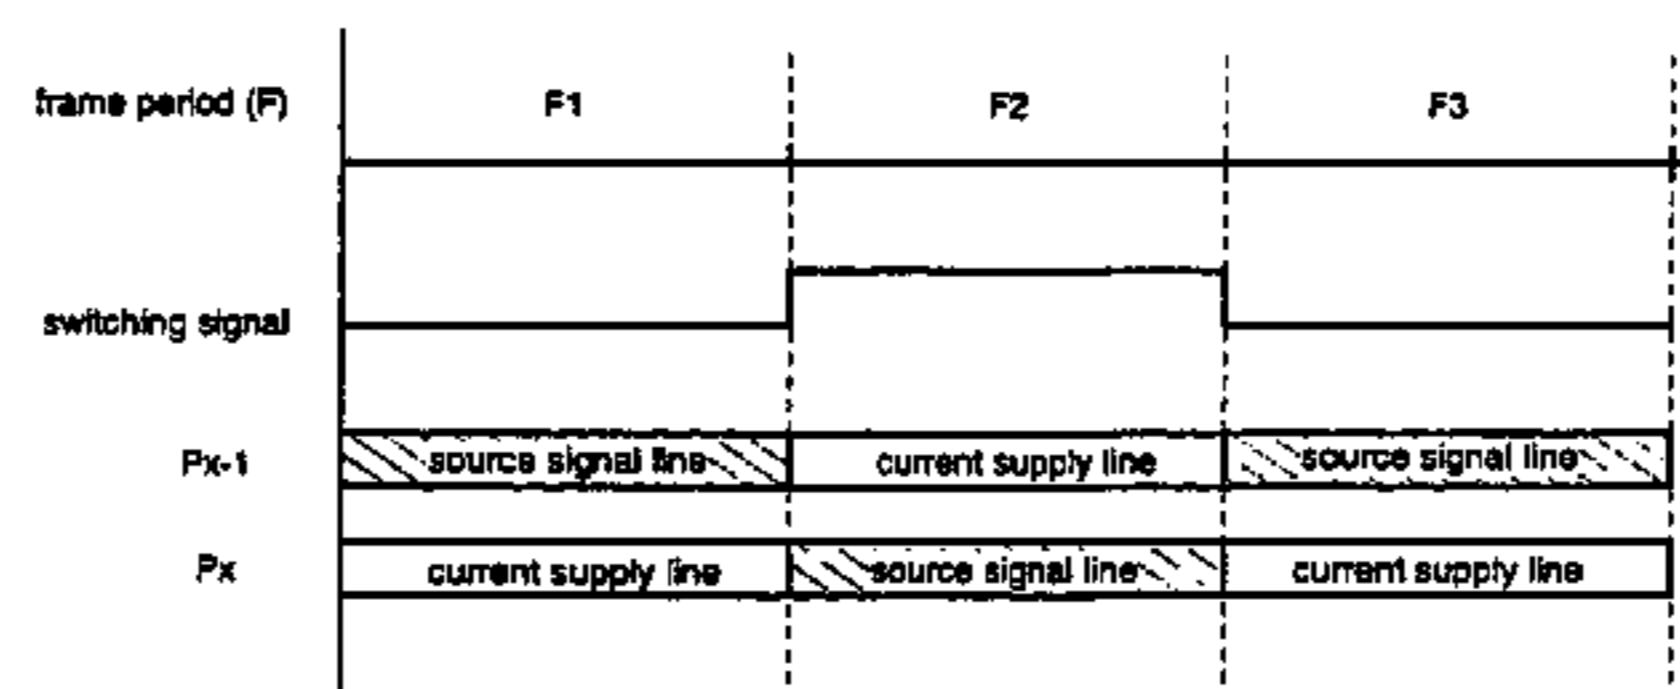 frame period (F) F1 F2 F3
switching signal
Px-1 source signal line current supply line source signal line
Px current supply line source signal line current supply line